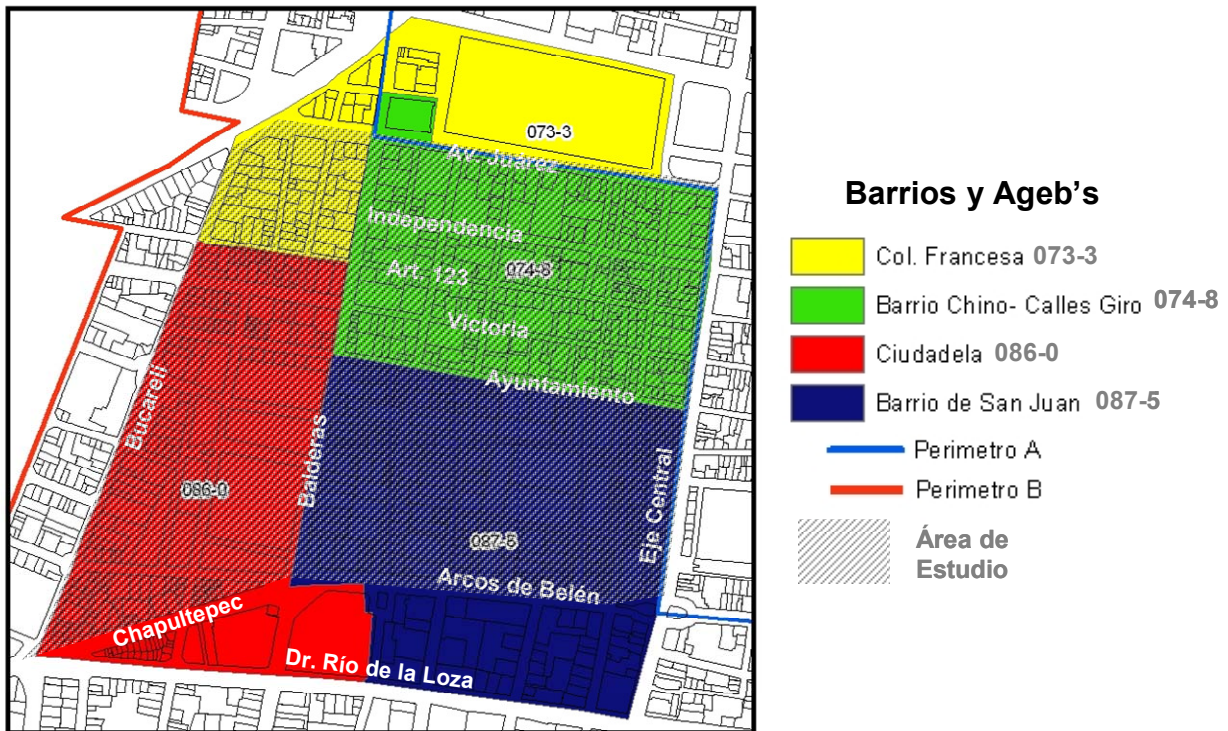 073-3
Av. Juárez
Independencia
Art. 123
074-8
Victoria
Ayuntamiento
Bucareli
Balderas
086-0
Eje Central
087-5
Arcos de Belén
Chapultepec
Dr. Río de la Loza
Barrios y Ageb's
Col. Francesa 073-3
Barrio Chino- Calles Giro 074-8
Ciudadela 086-0
Barrio de San Juan 087-5
Perimetro A
Perimetro B
Área de
Estudio